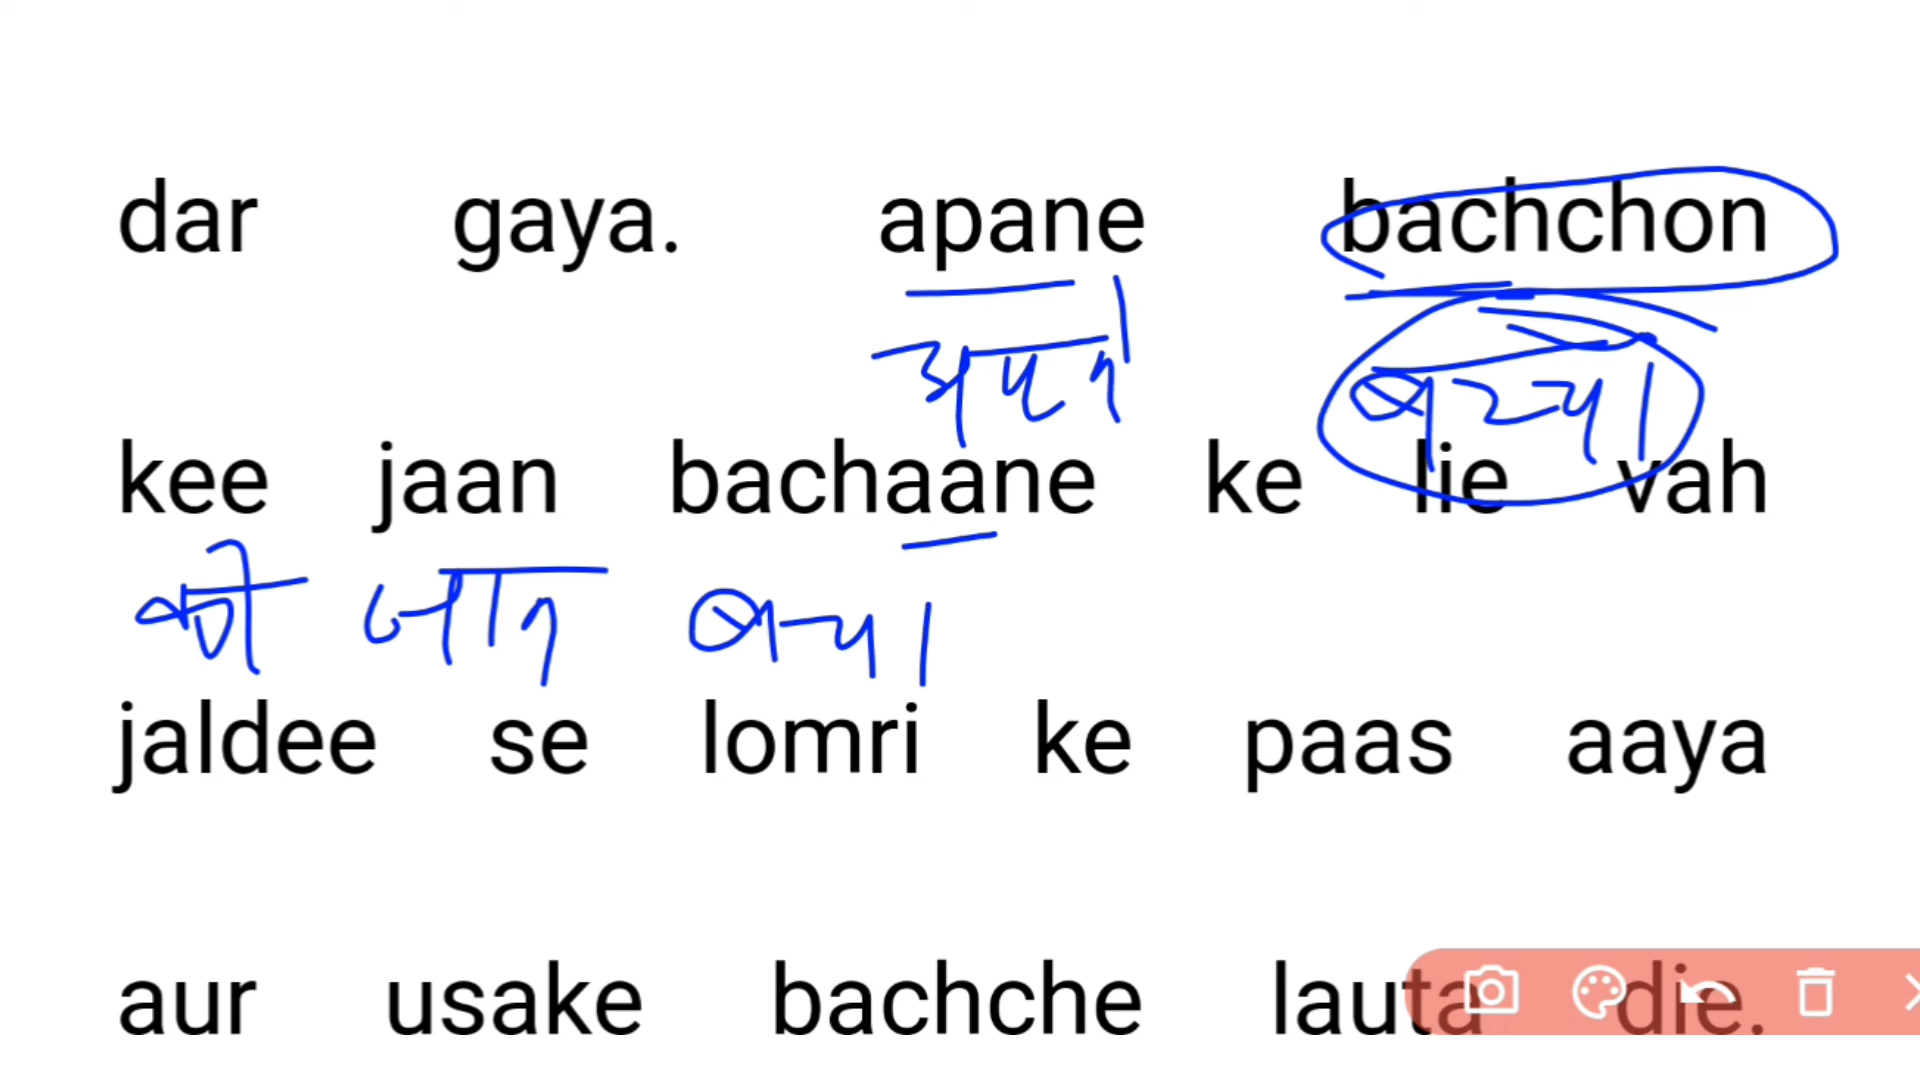 dar gaya. apane bachchon
अपने बच्चा
kee jaan bachaane ke lie vah
की जान बचा
jaldee se lomri ke paas aaya
aur usake bachche lauta die.